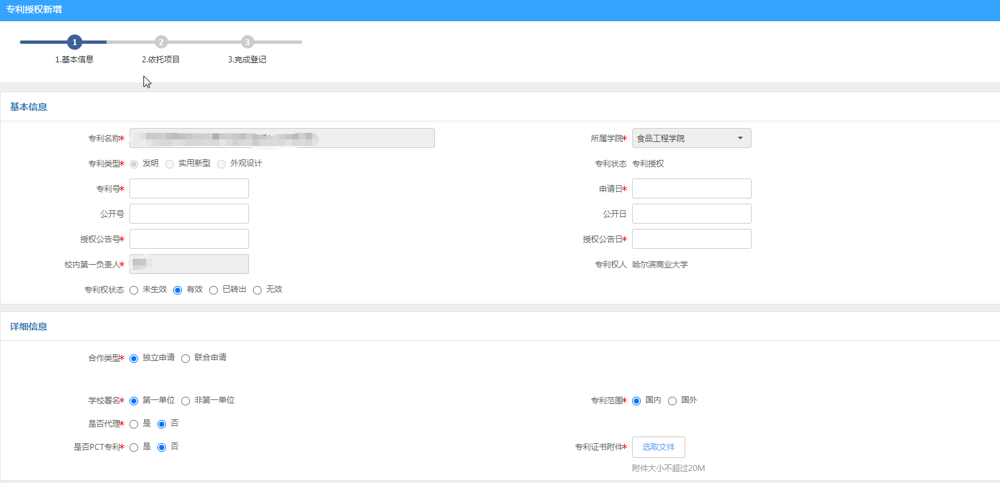 专利授权新增
1 2 3
1.基本信息 2.依托项目 3.完成登记
基本信息
专利名称* 所属学院* 食品工程学院
专利类型* 发明 实用新型 外观设计 专利状态 专利授权
专利号* 申请日*
公开号 公开日
授权公告号* 授权公告日*
校内第一负责人* 专利权人 哈尔滨商业大学
专利权状态 未生效 有效 已转出 无效
详细信息
合作类型* 独立申请 联合申请
学校署名* 第一单位 非第一单位 专利范围* 国内 国外
是否代理* 是 否
是否PCT专利* 是 否 专利证书附件* 选取文件
附件大小不超过20M